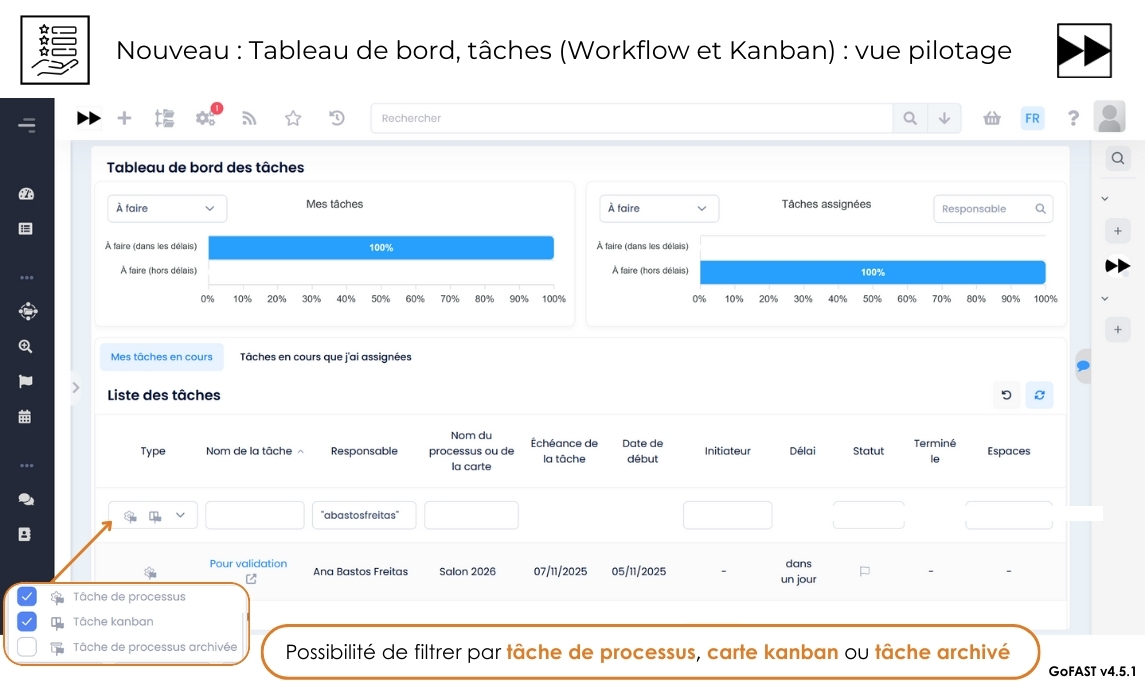 Nouveau : Tableau de bord, tâches (Workflow et Kanban) : vue pilotage
1
Rechercher
FR
?
Tableau de bord des tâches
À faire
Mes tâches
À faire (dans les délais)
100%
À faire (hors délais)
0% 10% 20% 30% 40% 50% 60% 70% 80% 90% 100%
À faire
Tâches assignées
Responsable
À faire (dans les délais)
À faire (hors délais)
100%
0% 10% 20% 30% 40% 50% 60% 70% 80% 90% 100%
Mes tâches en cours
Tâches en cours que j'ai assignées
Liste des tâches
Type
Nom de la tâche
Responsable
Nom du
processus ou de
la carte
Échéance de
la tâche
Date de
début
Initiateur
Délai
Statut
Terminé
le
Espaces
"abastosfreitas"
Pour validation
Ana Bastos Freitas
Salon 2026
07/11/2025
05/11/2025
-
dans
un jour
-
-
Tâche de processus
Tâche kanban
Tâche de processus archivée
Possibilité de filtrer par tâche de processus, carte kanban ou tâche archivé
GoFAST v4.5.1